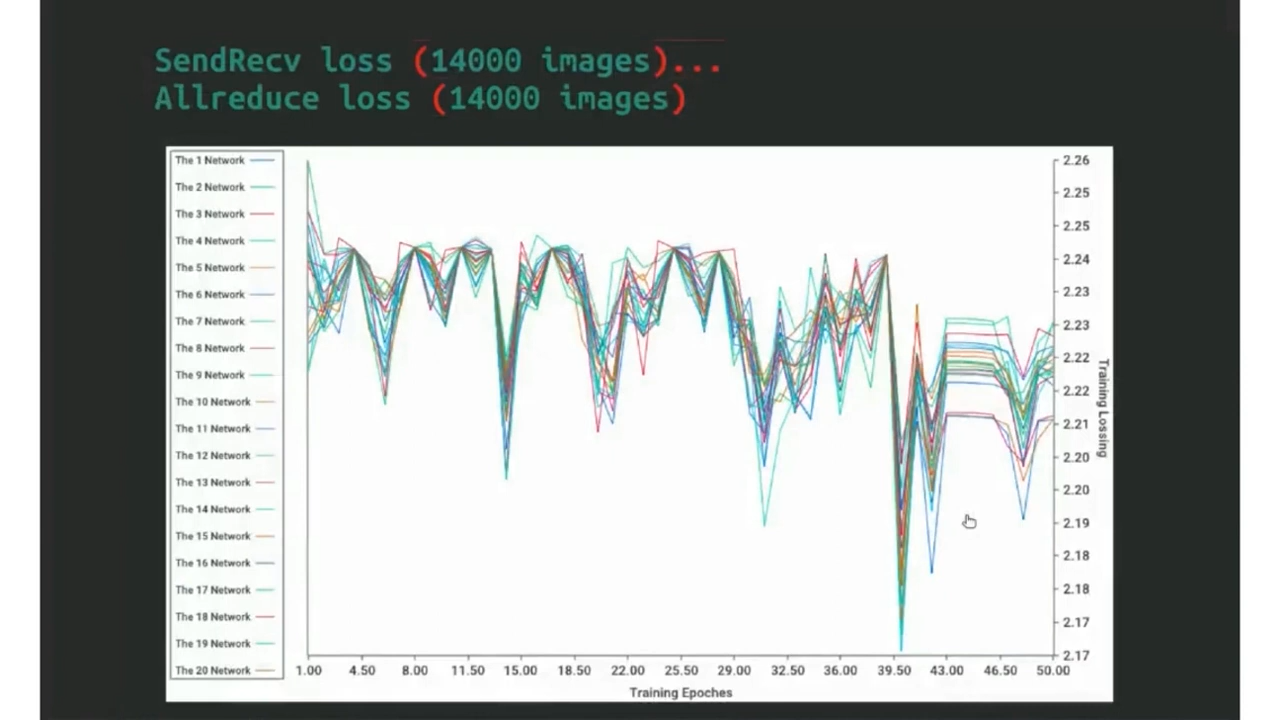 SendRecv loss (14000 images)...
Allreduce loss (14000 images)
The 1 Network
The 2 Network
The 3 Network
The 4 Network
The 5 Network
The 6 Network
The 7 Network
The 8 Network
The 9 Network
The 10 Network
The 11 Network
The 12 Network
The 13 Network
The 14 Network
The 15 Network
The 16 Network
The 17 Network
The 18 Network
The 19 Network
The 20 Network
2.26
2.25
2.25
2.24
2.23
2.23
2.22
2.22
2.21
2.20
2.20
2.19
2.18
2.18
2.17
2.17
Training Lossing
1.00 4.50 8.00 11.50 15.00 18.50 22.00 25.50 29.00 32.50 36.00 39.50 43.00 46.50 50.00
Training Epoches